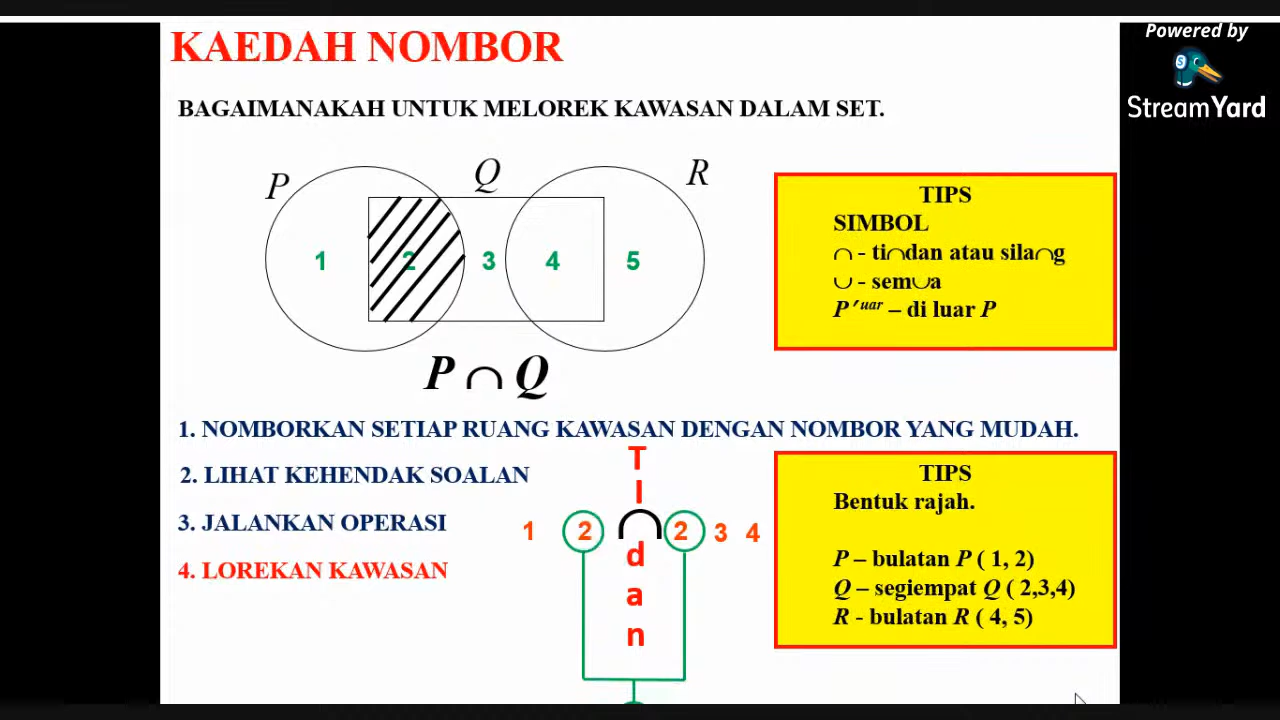 Powered by
StreamYard
KAEDAH NOMBOR
BAGAIMANAKAH UNTUK MELOREK KAWASAN DALAM SET.
P Q R
1 2 3 4 5
P ∩ Q
TIPS
SIMBOL
∩ - ti∩dan atau sila∩g
∪ - sem∪a
P′ᵘᵃʳ – di luar P
1. NOMBORKAN SETIAP RUANG KAWASAN DENGAN NOMBOR YANG MUDAH.
2. LIHAT KEHENDAK SOALAN
3. JALANKAN OPERASI
4. LOREKAN KAWASAN
T
I
1 2 ∩ 2 3 4
d
a
n
TIPS
Bentuk rajah.
P – bulatan P ( 1, 2)
Q – segiempat Q ( 2,3,4)
R - bulatan R ( 4, 5)